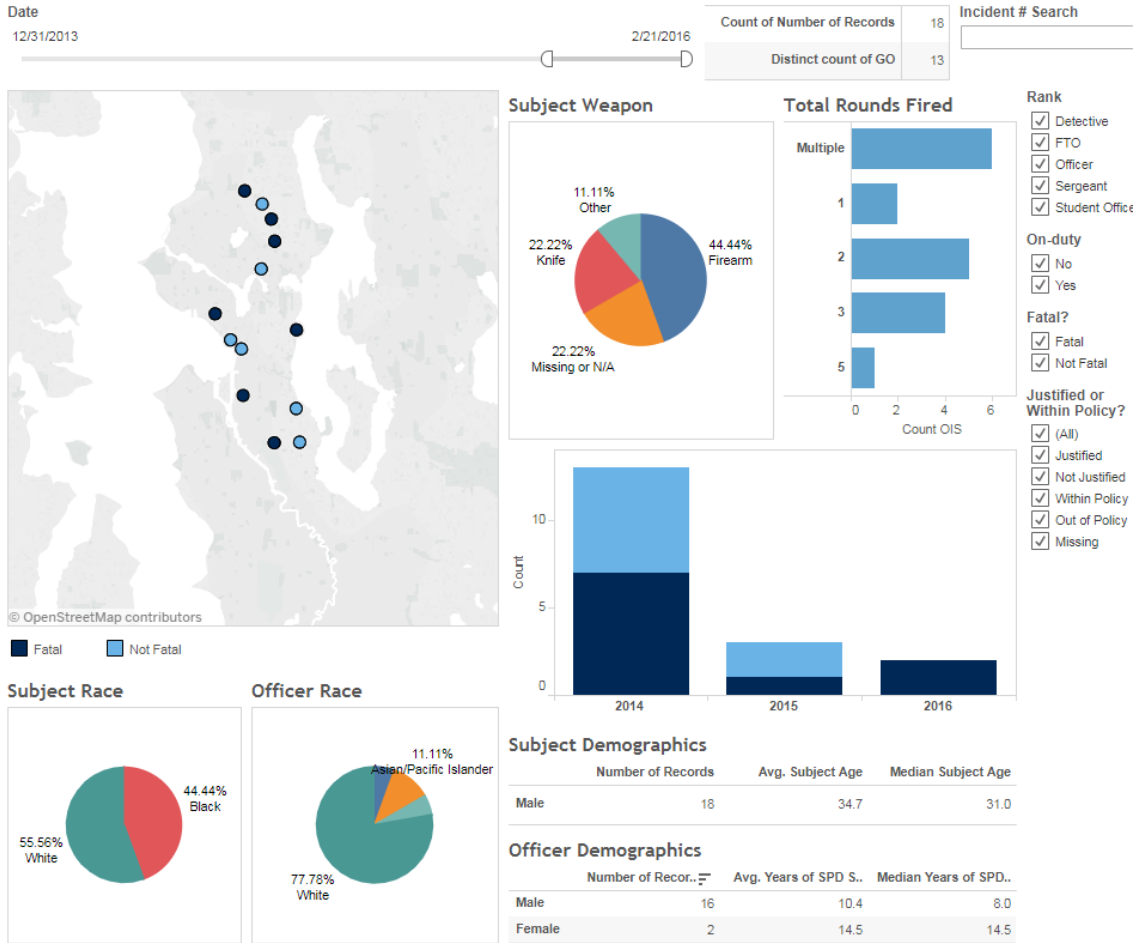 Date
12/31/2013
2/21/2016
Count of Number of Records 18
Distinct count of GO 13
Incident # Search
Subject Weapon
11.11%
Other
22.22%
Knife
44.44%
Firearm
22.22%
Missing or N/A
Total Rounds Fired
Multiple
1
2
3
5
0 2 4 6
Count OIS
Rank
Detective
FTO
Officer
Sergeant
Student Office
On-duty
No
Yes
Fatal?
Fatal
Not Fatal
Justified or
Within Policy?
(All)
Justified
Not Justified
Within Policy
Out of Policy
Missing
© OpenStreetMap contributors
Fatal Not Fatal
Count
10
5
0
2014 2015 2016
Subject Race
44.44%
Black
55.56%
White
Officer Race
11.11%
Asian/Pacific Islander
77.78%
White
Subject Demographics
Number of Records Avg. Subject Age Median Subject Age
Male 18 34.7 31.0
Officer Demographics
Number of Recor.. Avg. Years of SPD S.. Median Years of SPD..
Male 16 10.4 8.0
Female 2 14.5 14.5